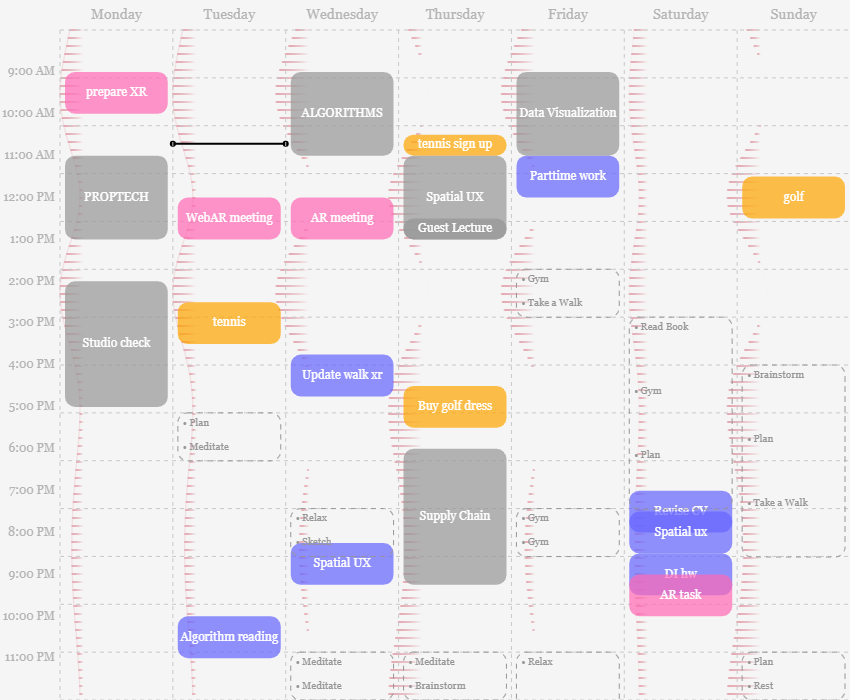 Monday Tuesday Wednesday Thursday Friday Saturday Sunday
9:00 AM
prepare XR
10:00 AM
ALGORITHMS
Data Visualization
tennis sign up
11:00 AM
Parttime work
12:00 PM
PROPTECH
Spatial UX
golf
WebAR meeting
AR meeting
Guest Lecture
1:00 PM
2:00 PM
• Gym
• Take a Walk
3:00 PM
tennis
• Read Book
Studio check
4:00 PM
Update walk xr
• Brainstorm
• Gym
5:00 PM
Buy golf dress
• Plan
• Plan
6:00 PM
• Meditate
• Plan
7:00 PM
• Take a Walk
Revise CV
Supply Chain
• Relax
• Gym
8:00 PM
Spatial ux
• Sketch
• Gym
Spatial UX
9:00 PM
DI hw
AR task
10:00 PM
Algorithm reading
11:00 PM
• Meditate
• Meditate
• Relax
• Plan
• Meditate
• Brainstorm
• Rest